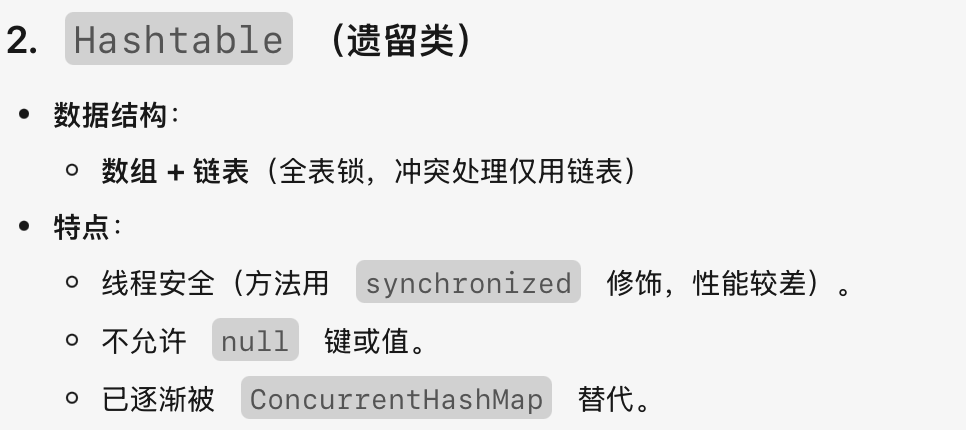 2. Hashtable （遗留类）
• 数据结构：
○ 数组 + 链表（全表锁，冲突处理仅用链表）
• 特点：
○ 线程安全（方法用 synchronized 修饰，性能较差）。
○ 不允许 null 键或值。
○ 已逐渐被 ConcurrentHashMap 替代。